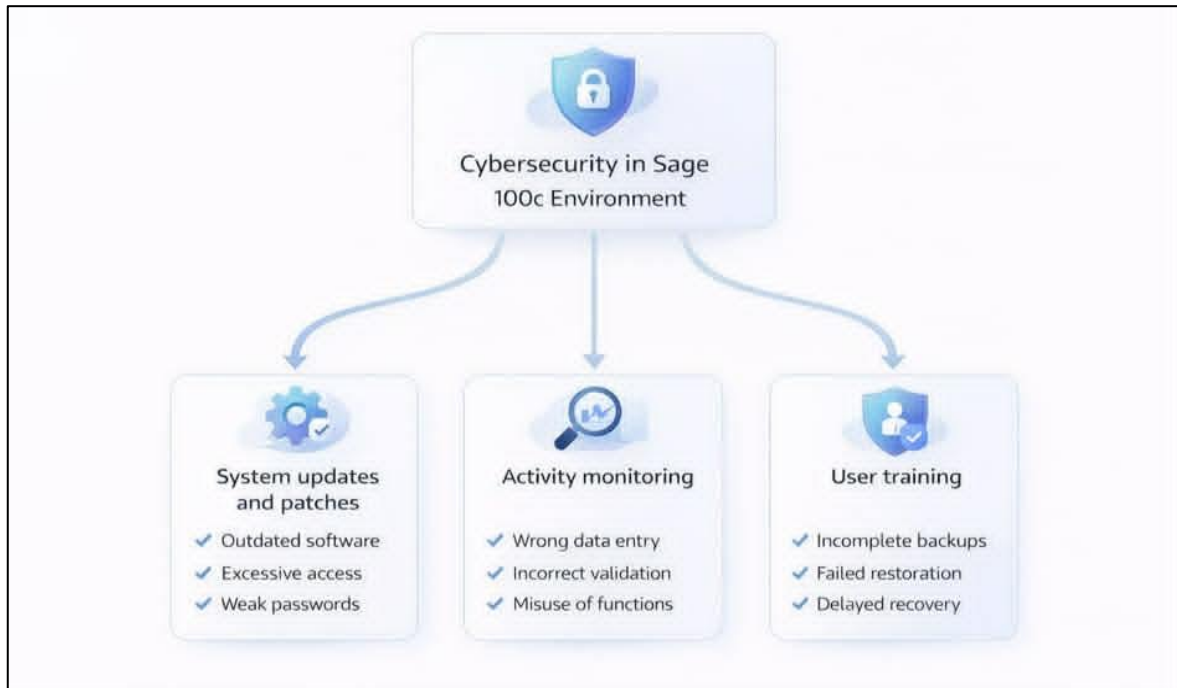 Cybersecurity in Sage
100c Environment
System updates
and patches
Outdated software
Excessive access
Weak passwords
Activity monitoring
Wrong data entry
Incorrect validation
Misuse of functions
User training
Incomplete backups
Failed restoration
Delayed recovery